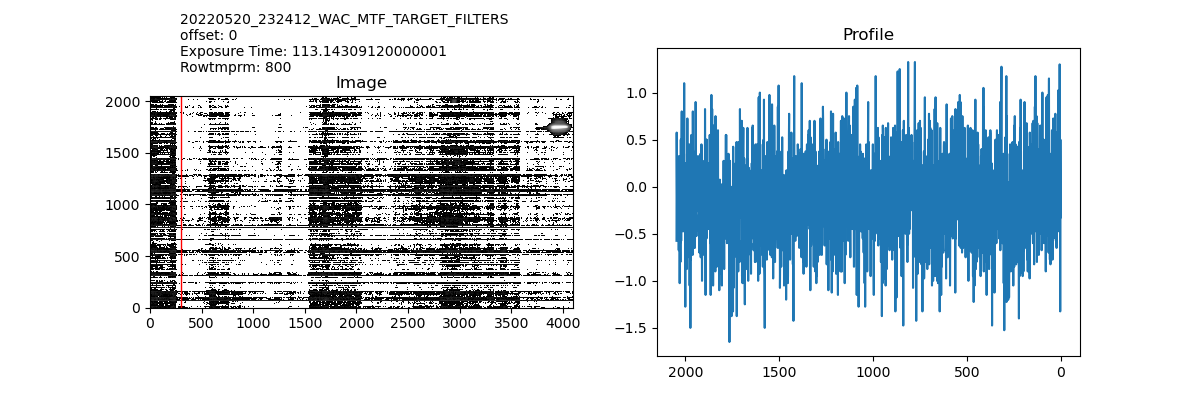 20220520_232412_WAC_MTF_TARGET_FILTERS
offset: 0
Exposure Time: 113.14309120000001
Rowtmprm: 800
Image
2000
1500
1000
500
0
0 500 1000 1500 2000 2500 3000 3500 4000
Profile
1.0
0.5
0.0
−0.5
−1.0
−1.5
2000 1500 1000 500 0